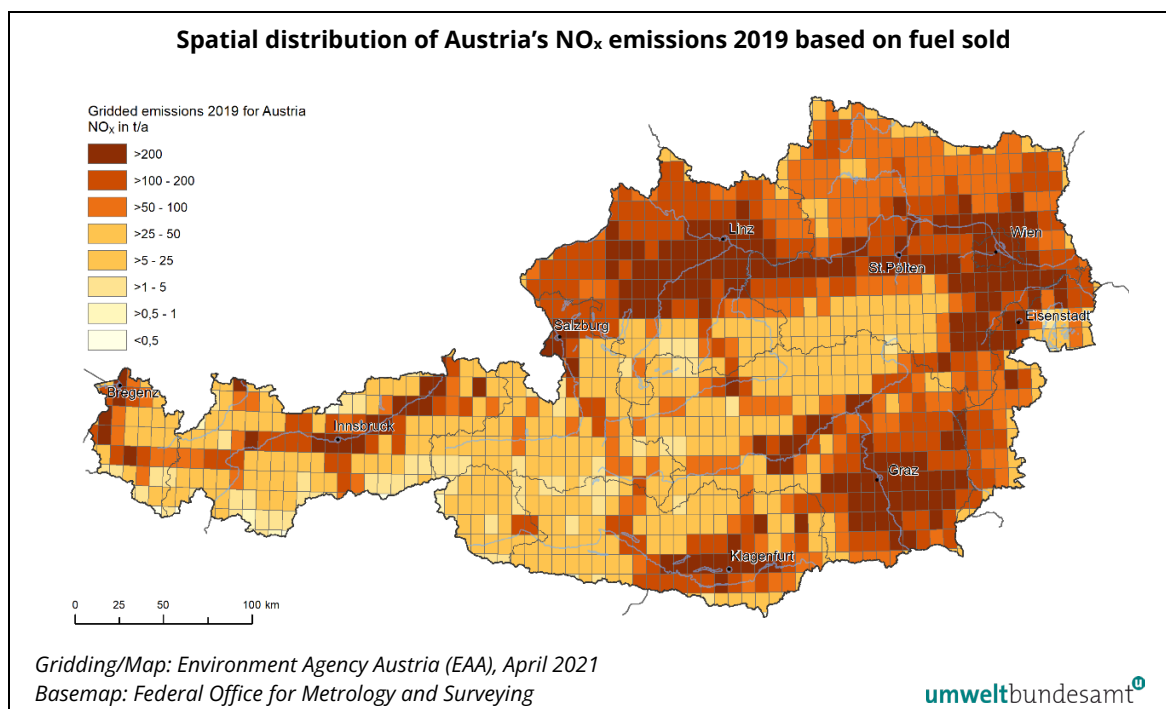 Spatial distribution of Austria’s NOₓ emissions 2019 based on fuel sold
Gridded emissions 2019 for Austria
NOₓ in t/a
>200
>100 - 200
>50 - 100
>25 - 50
>5 - 25
>1 - 5
>0,5 - 1
<0,5
Linz
Wien
St.Pölten
Eisenstadt
Salzburg
Bregenz
Innsbruck
Graz
Klagenfurt
0 25 50 100 km
Gridding/Map: Environment Agency Austria (EAA), April 2021
Basemap: Federal Office for Metrology and Surveying
umweltbundesamt u